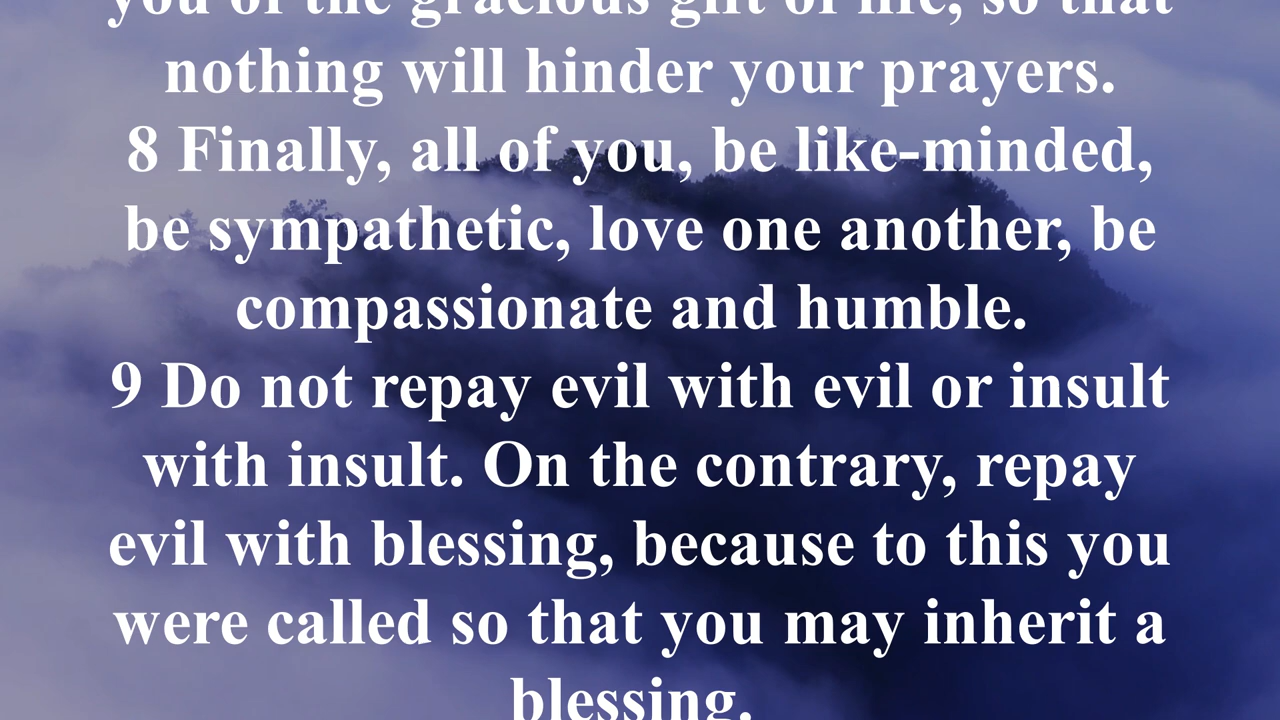 you of the gracious gift of life, so that
nothing will hinder your prayers.
8 Finally, all of you, be like-minded,
be sympathetic, love one another, be
compassionate and humble.
9 Do not repay evil with evil or insult
with insult. On the contrary, repay
evil with blessing, because to this you
were called so that you may inherit a
blessing.